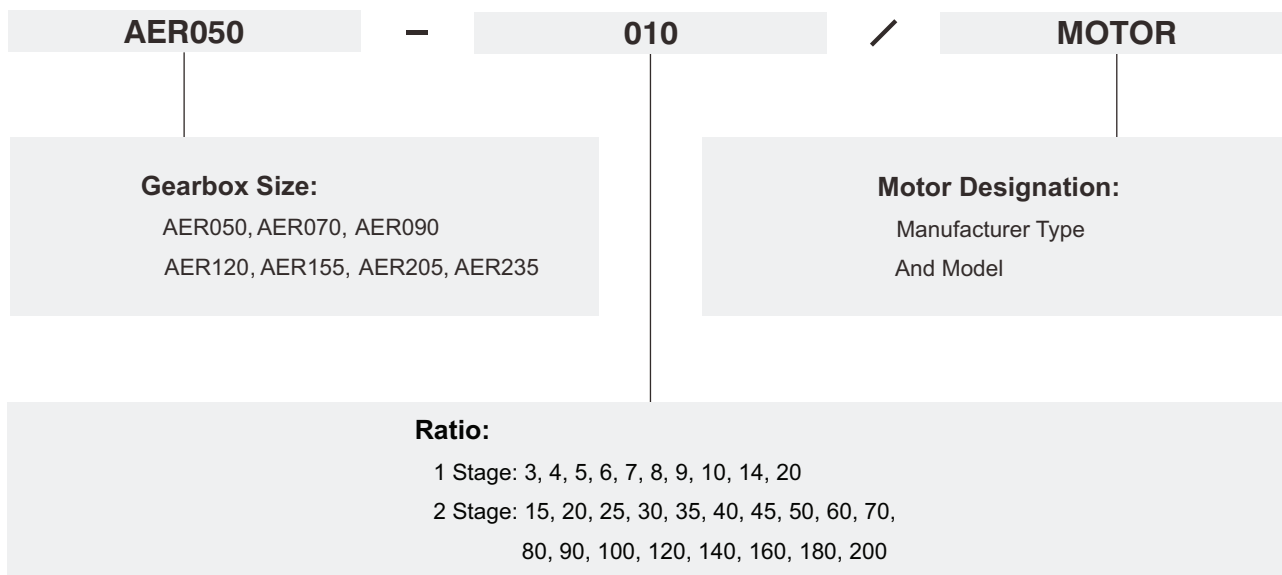 AER050 – 010 / MOTOR
Gearbox Size:
AER050, AER070, AER090
AER120, AER155, AER205, AER235
Motor Designation:
Manufacturer Type
And Model
Ratio:
1 Stage: 3, 4, 5, 6, 7, 8, 9, 10, 14, 20
2 Stage: 15, 20, 25, 30, 35, 40, 45, 50, 60, 70,
80, 90, 100, 120, 140, 160, 180, 200